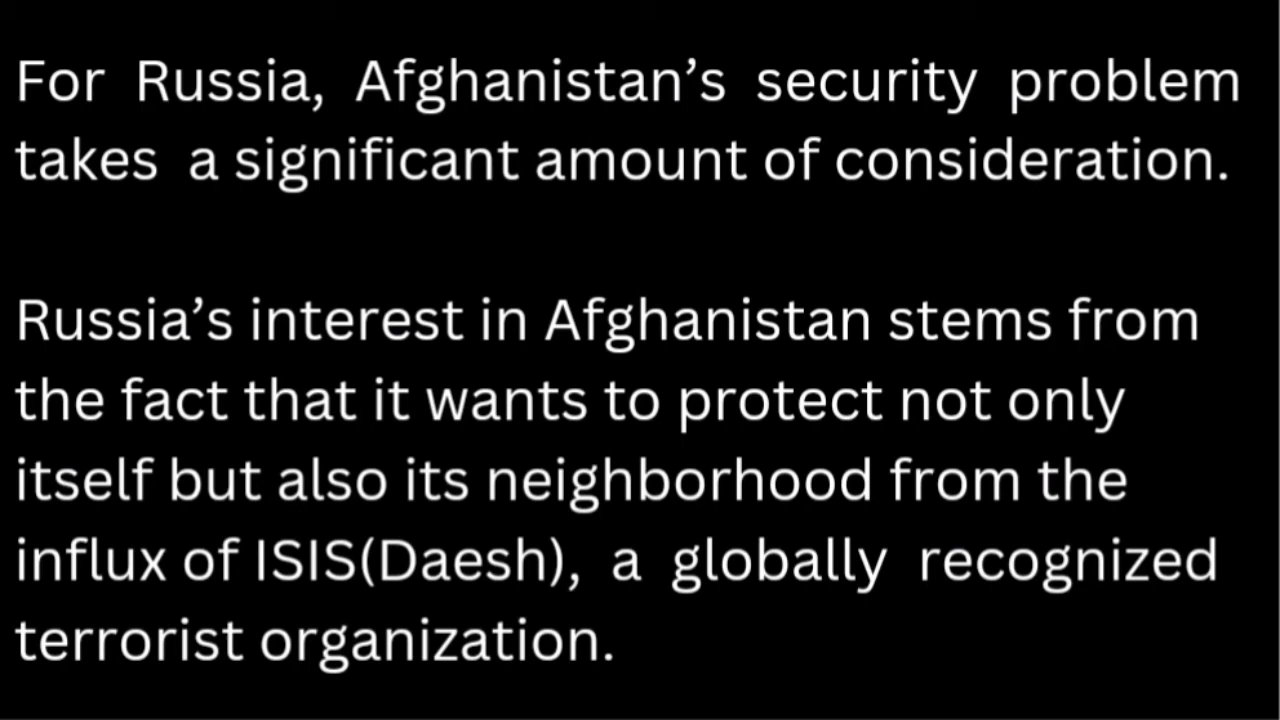 For Russia, Afghanistan’s security problem
takes a significant amount of consideration.
Russia’s interest in Afghanistan stems from
the fact that it wants to protect not only
itself but also its neighborhood from the
influx of ISIS(Daesh), a globally recognized
terrorist organization.